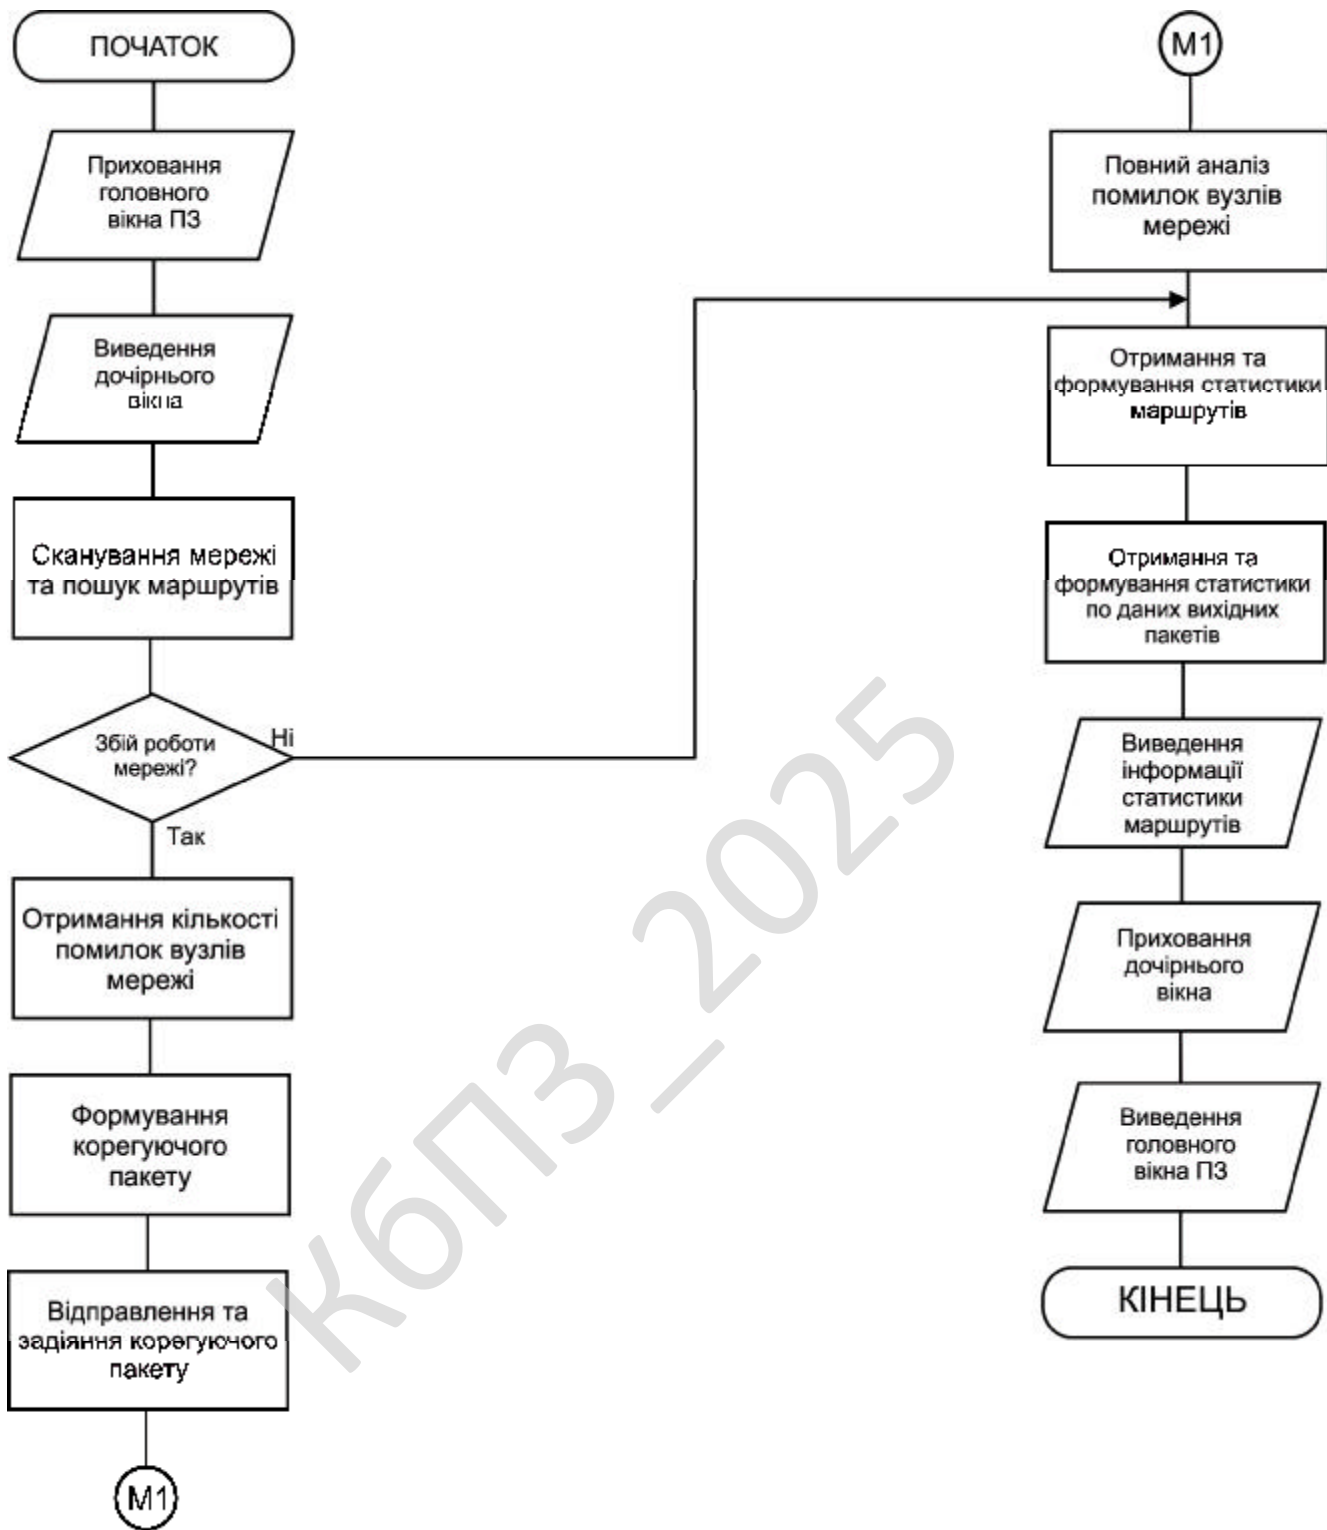 ПОЧАТОК
Приховання
головного
вікна ПЗ
Виведення
дочірнього
вікна
Сканування мережі
та пошук маршрутів
Збій роботи
мережі?
Ні
Так
Отримання кількості
помилок вузлів
мережі
Формування
корегуючого
пакету
Відправлення та
задіяння корегуючого
пакету
М1
М1
Повний аналіз
помилок вузлів
мережі
Отримання та
формування статистики
маршрутів
Отримання та
формування статистики
по даних вихідних
пакетів
Виведення
інформації
статистики
маршрутів
Приховання
дочірнього
вікна
Виведення
головного
вікна ПЗ
КІНЕЦЬ
КбПЗ_2025